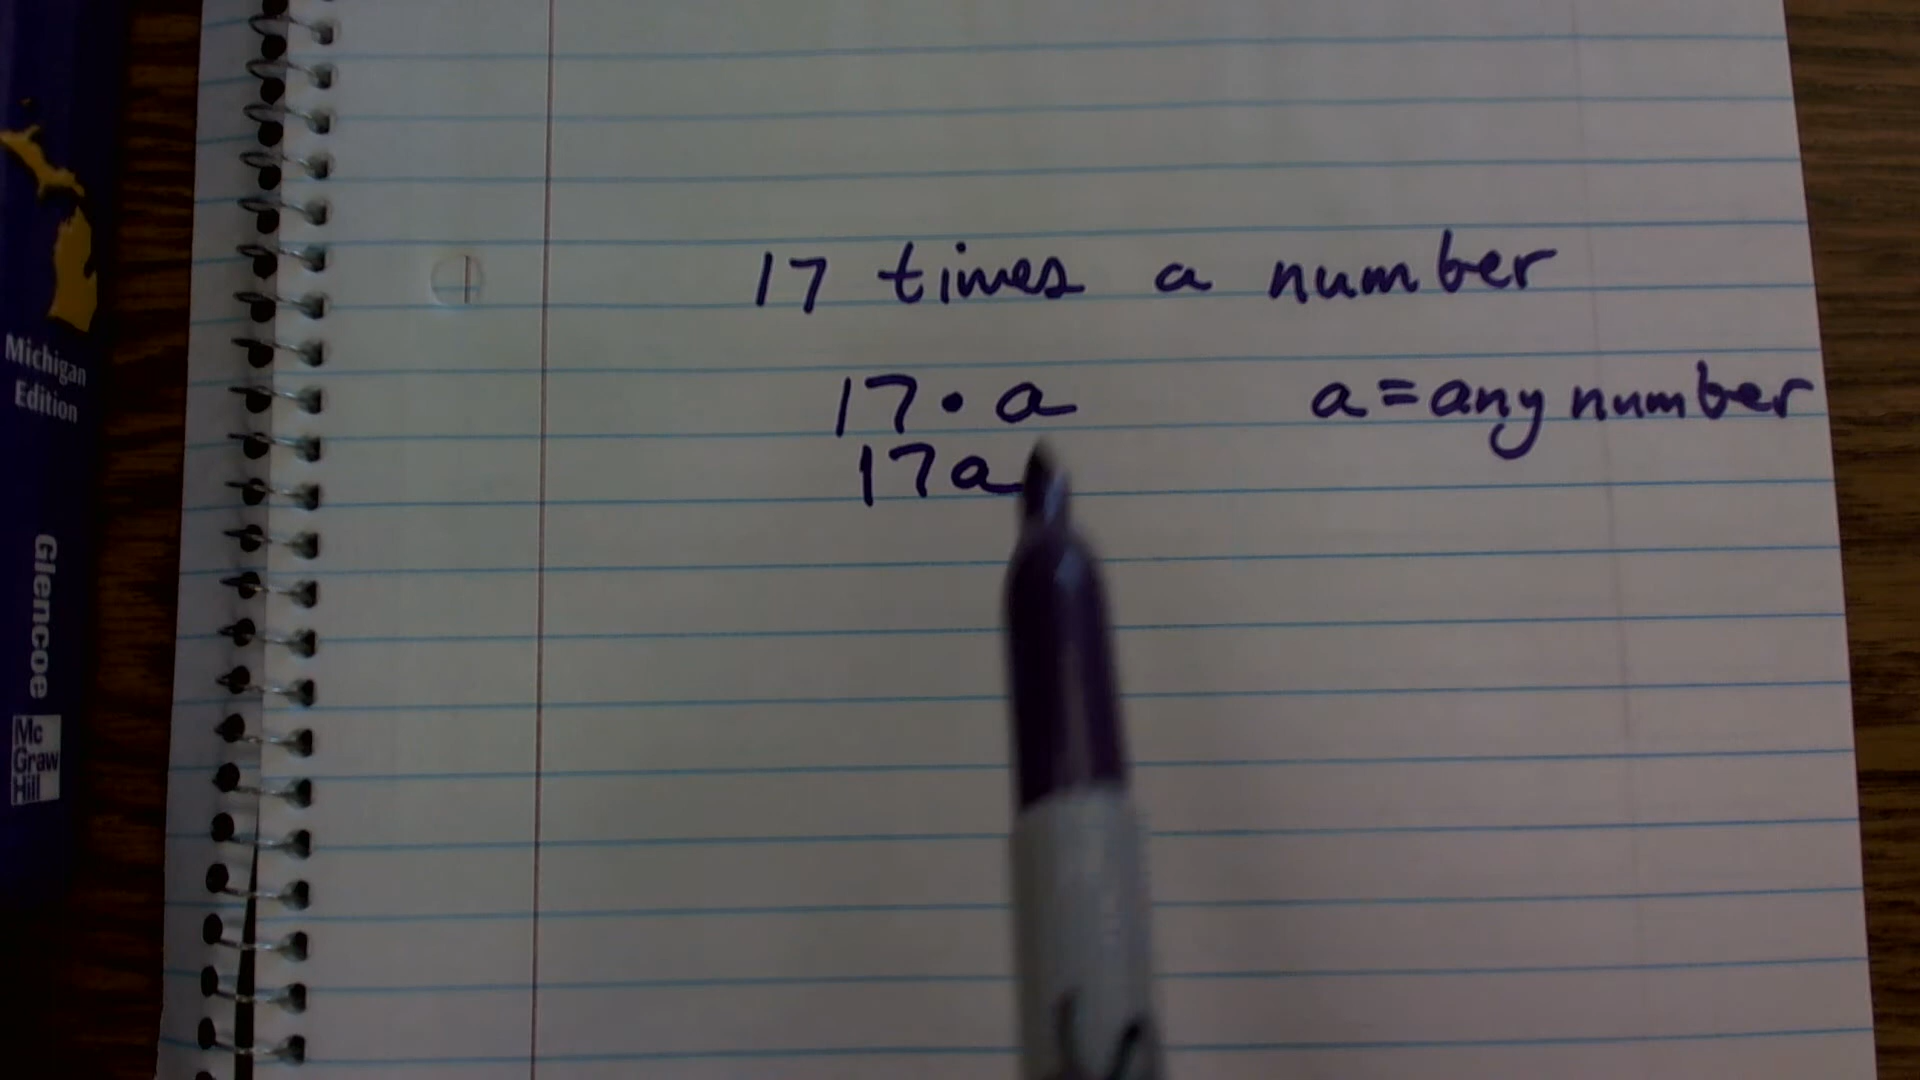 17 times a number
17 • a
a = any number
17a
Michigan
Edition
Glencoe
Mc
Graw
Hill